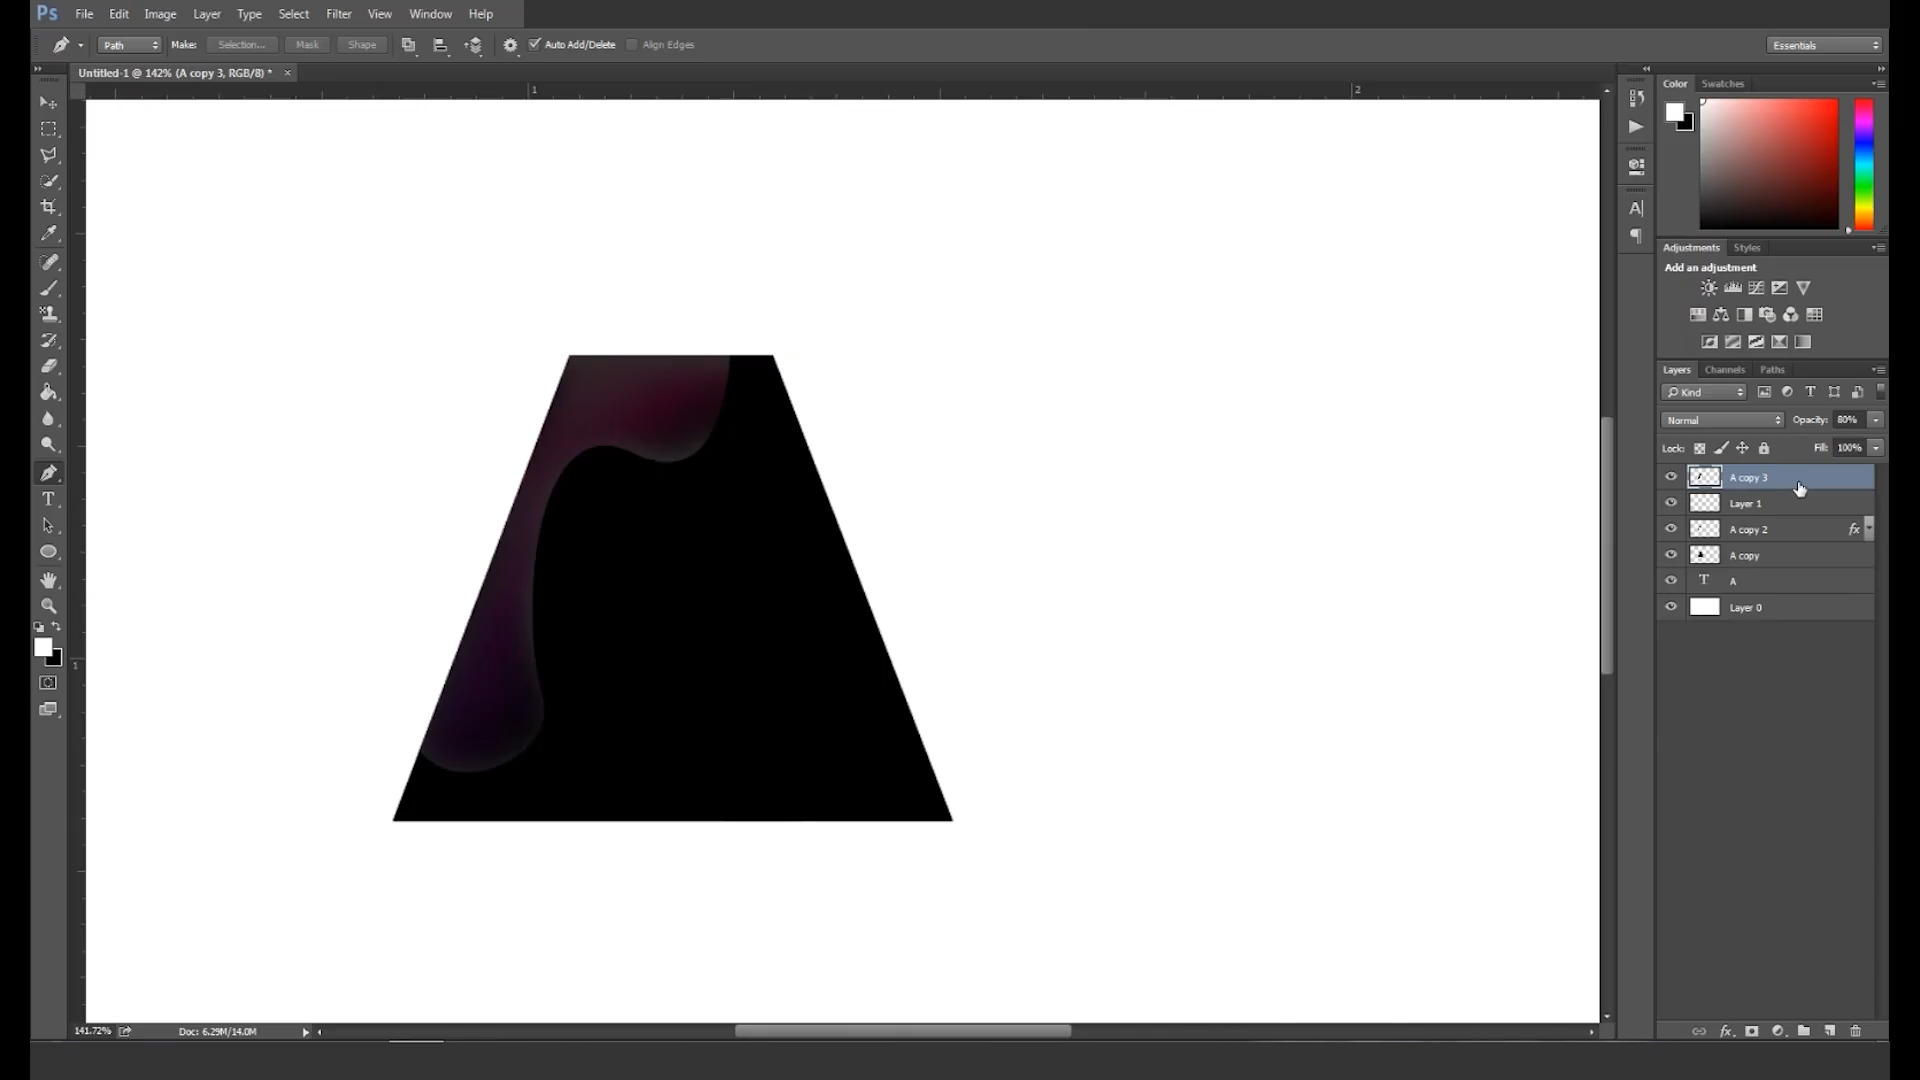 Ps File Edit Image Layer Type Select Filter View Window Help
Path Make: Selection... Mask Shape Auto Add/Delete Align Edges Essentials
Untitled-1 @ 142% (A copy 3, RGB/8) * ×
1 2
1
Color Swatches
Adjustments Styles
Add an adjustment
Layers Channels Paths
Kind
Normal Opacity: 80%
Lock: Fill: 100%
A copy 3
Layer 1
A copy 2 fx
A copy
T A
Layer 0
141.72% Doc: 6.29M/14.0M